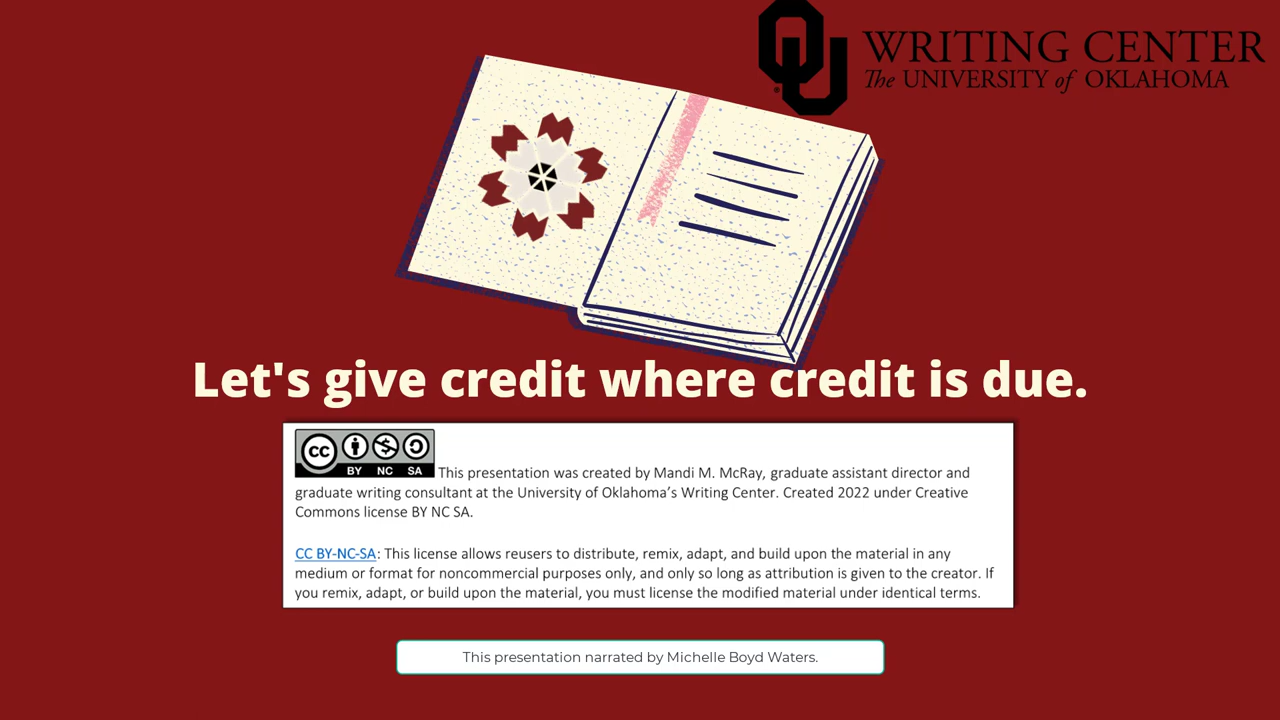 OU
WRITING CENTER
The UNIVERSITY of OKLAHOMA
Let's give credit where credit is due.
cc
BY NC SA
This presentation was created by Mandi M. McRay, graduate assistant director and
graduate writing consultant at the University of Oklahoma’s Writing Center. Created 2022 under Creative
Commons license BY NC SA.
CC BY-NC-SA: This license allows reusers to distribute, remix, adapt, and build upon the material in any
medium or format for noncommercial purposes only, and only so long as attribution is given to the creator. If
you remix, adapt, or build upon the material, you must license the modified material under identical terms.
This presentation narrated by Michelle Boyd Waters.